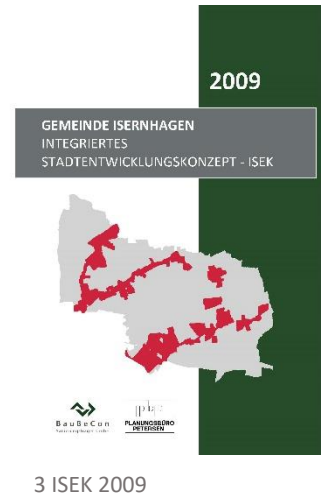 2009
GEMEINDE ISERNHAGEN
INTEGRIERTES
STADTENTWICKLUNGSKONZEPT - ISEK
BauBeCon
PLANUNGSBÜRO
PETERSEN
3 ISEK 2009